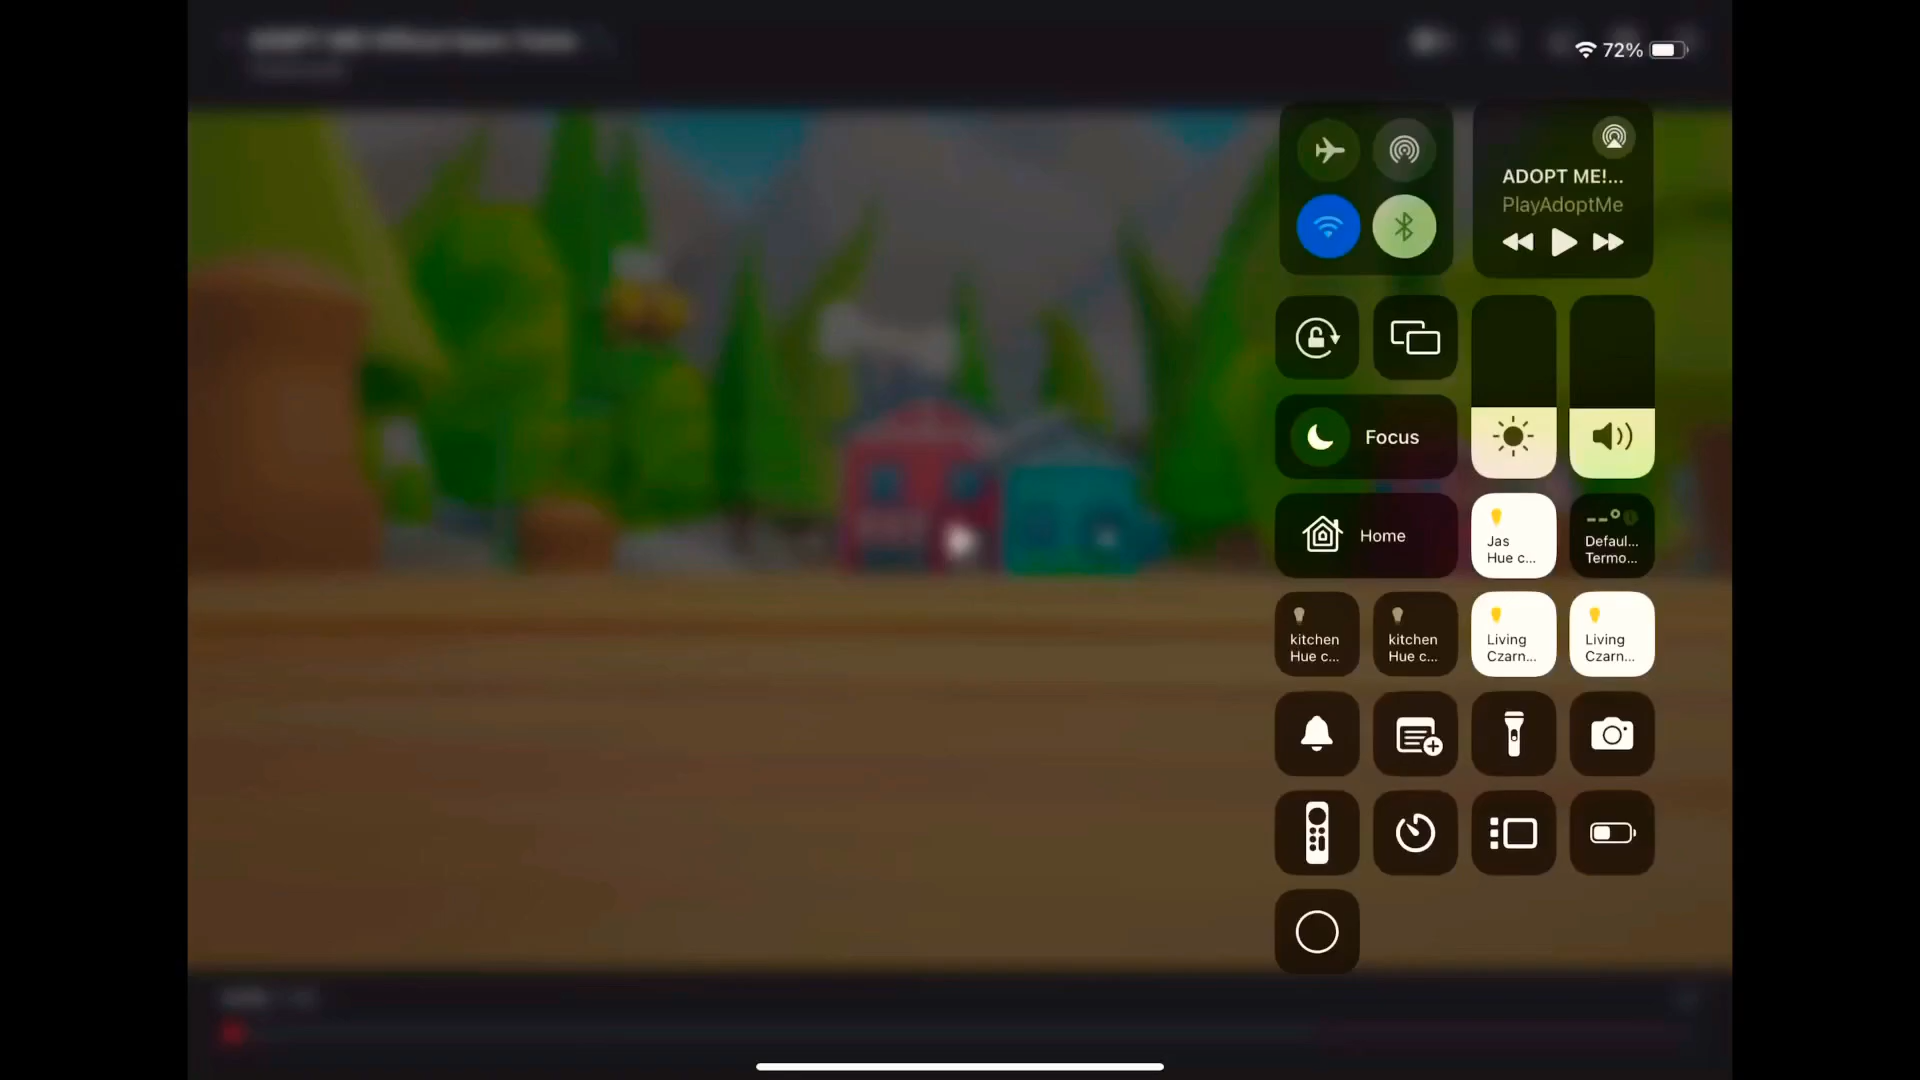 72%
ADOPT ME!...
PlayAdoptMe
Focus
Home
Jas
Hue c...
--°
Defaul...
Termo...
kitchen
Hue c...
kitchen
Hue c...
Living
Czarn...
Living
Czarn...